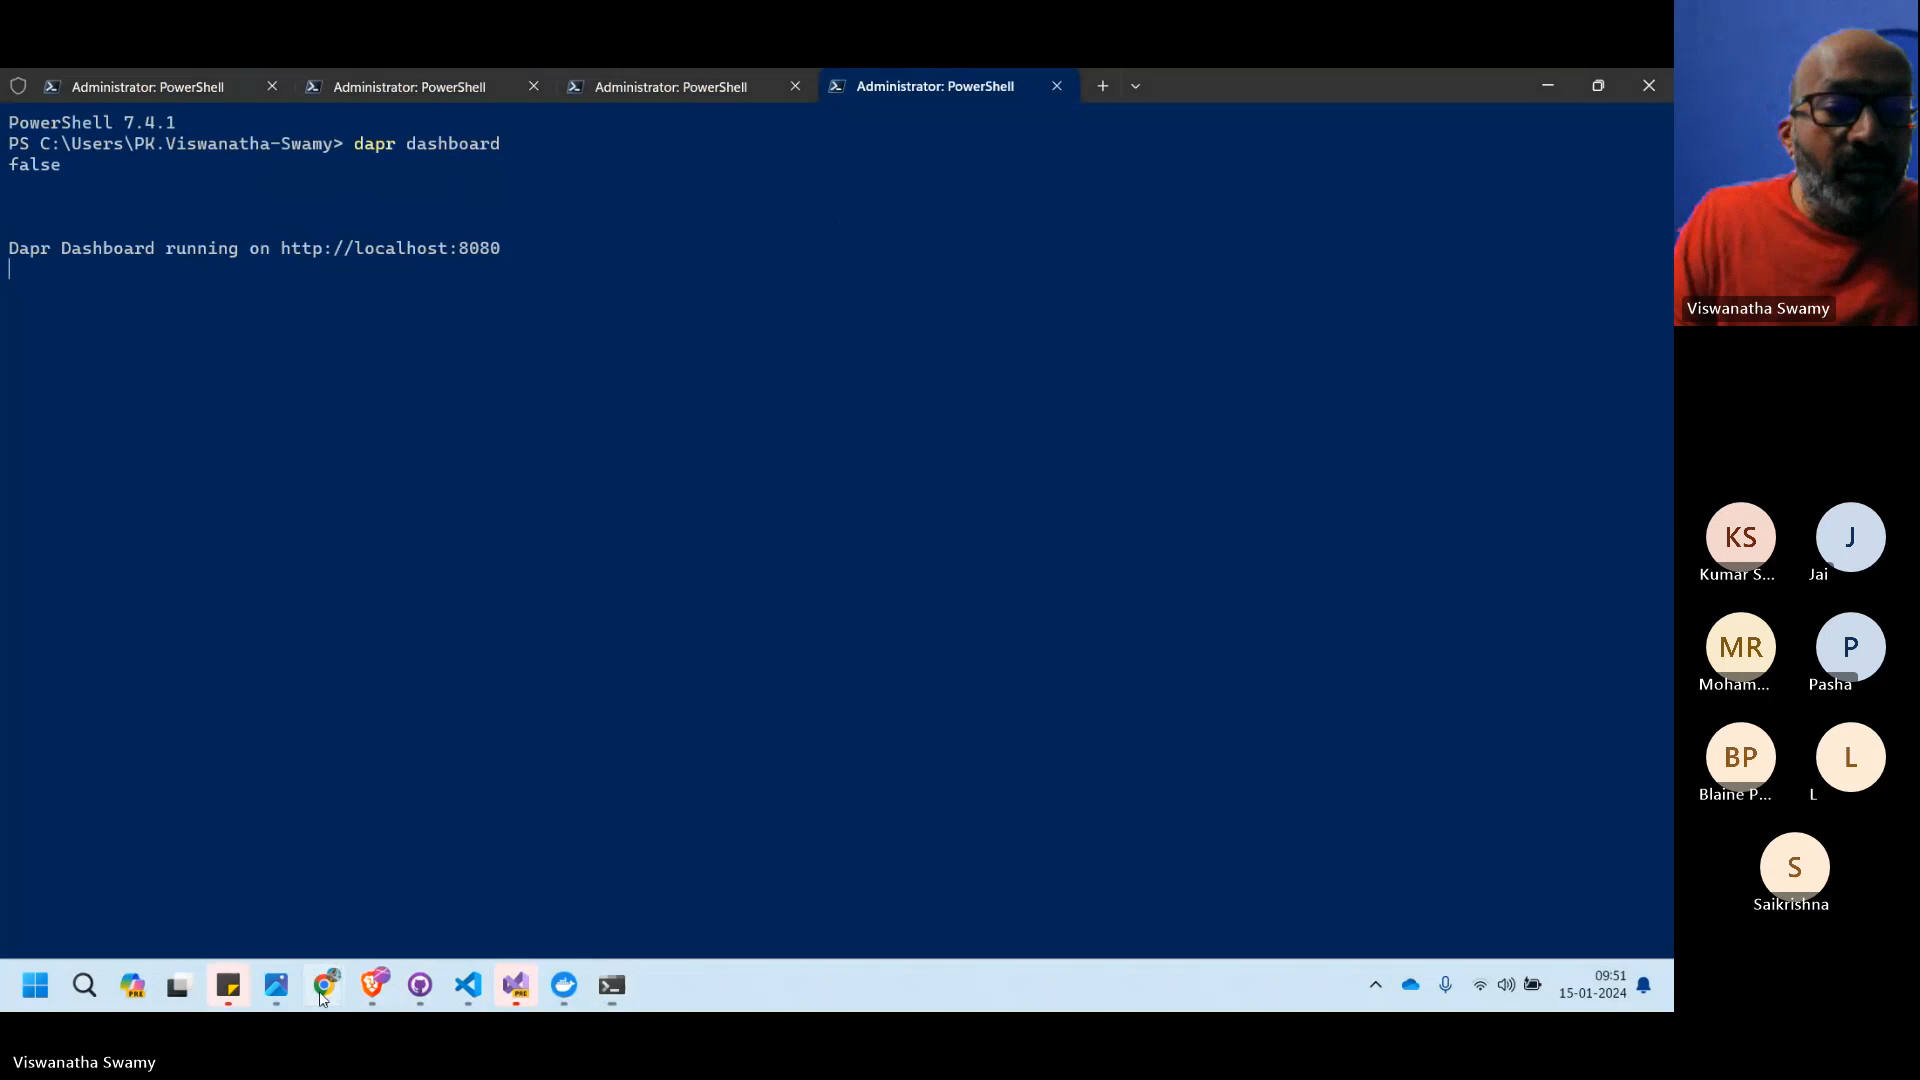 Administrator: PowerShell
Administrator: PowerShell
Administrator: PowerShell
Administrator: PowerShell
PowerShell 7.4.1
PS C:\Users\PK.Viswanatha-Swamy> dapr dashboard
false
Dapr Dashboard running on http://localhost:8080
Viswanatha Swamy
KS
Kumar S...
J
Jai
MR
Moham...
P
Pasha
BP
Blaine P...
L
L
S
Saikrishna
PRE
PRE
09:51
15-01-2024
Viswanatha Swamy